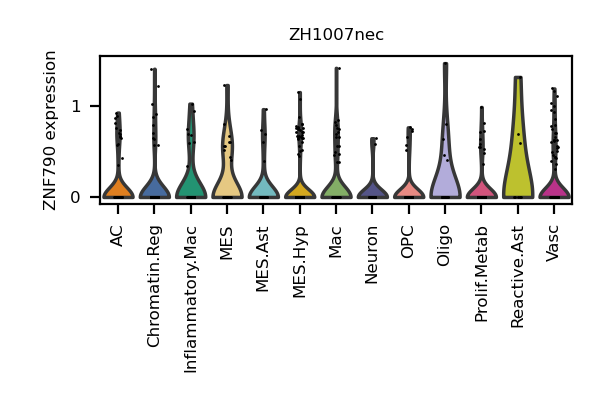 ZH1007nec
ZNF790 expression
1
0
AC
Chromatin.Reg
Inflammatory.Mac
MES
MES.Ast
MES.Hyp
Mac
Neuron
OPC
Oligo
Prolif.Metab
Reactive.Ast
Vasc